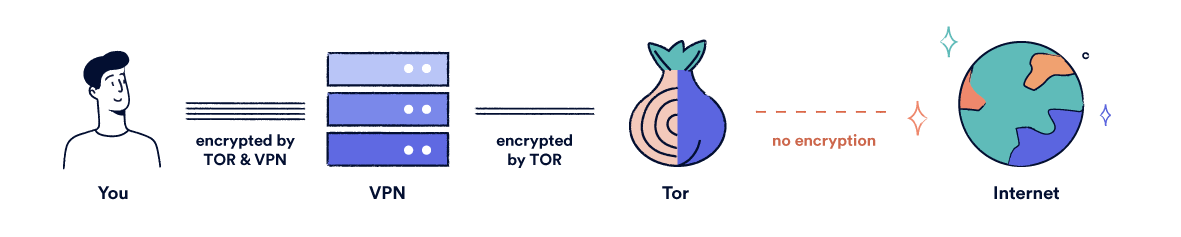 encrypted by
TOR & VPN
encrypted
by TOR
no encryption
You
VPN
Tor
Internet